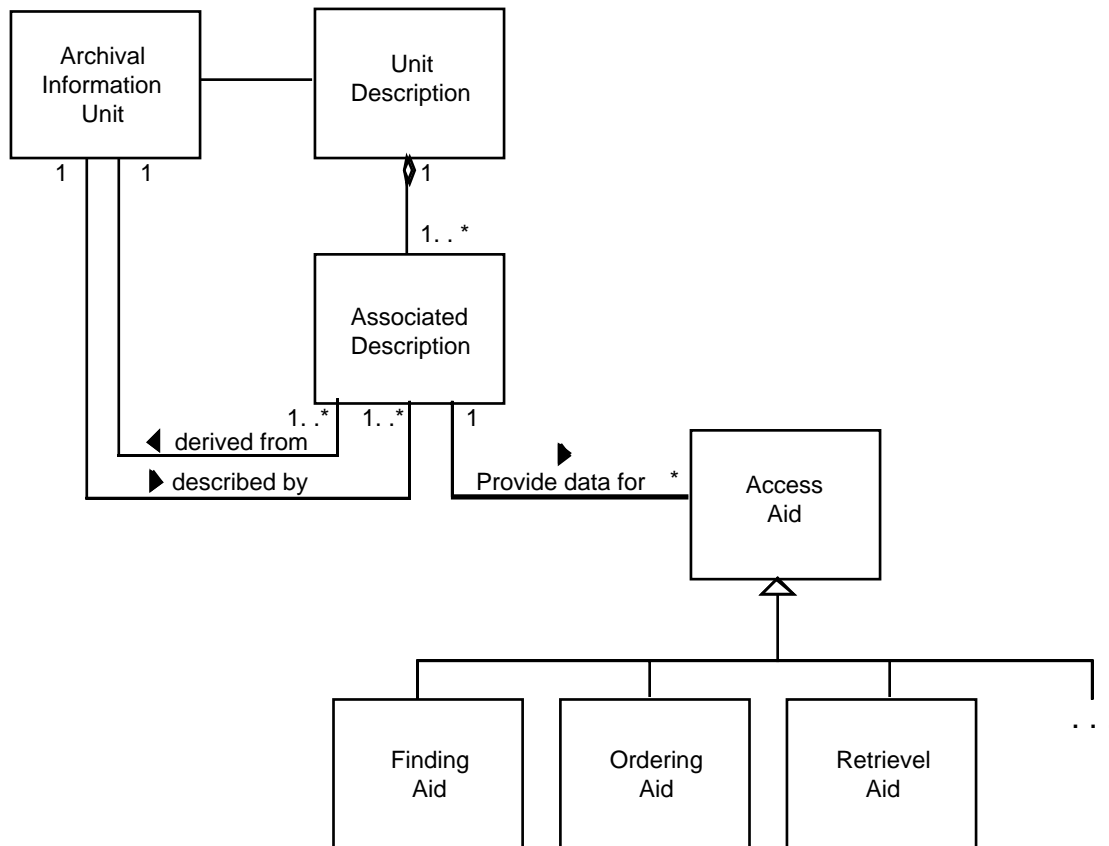 Archival
Information
Unit
Unit
Description
1
1
1
1. . *
Associated
Description
1. .*
1. .*
1
derived from
described by
Provide data for
*
Access
Aid
Finding
Aid
Ordering
Aid
Retrievel
Aid
. .